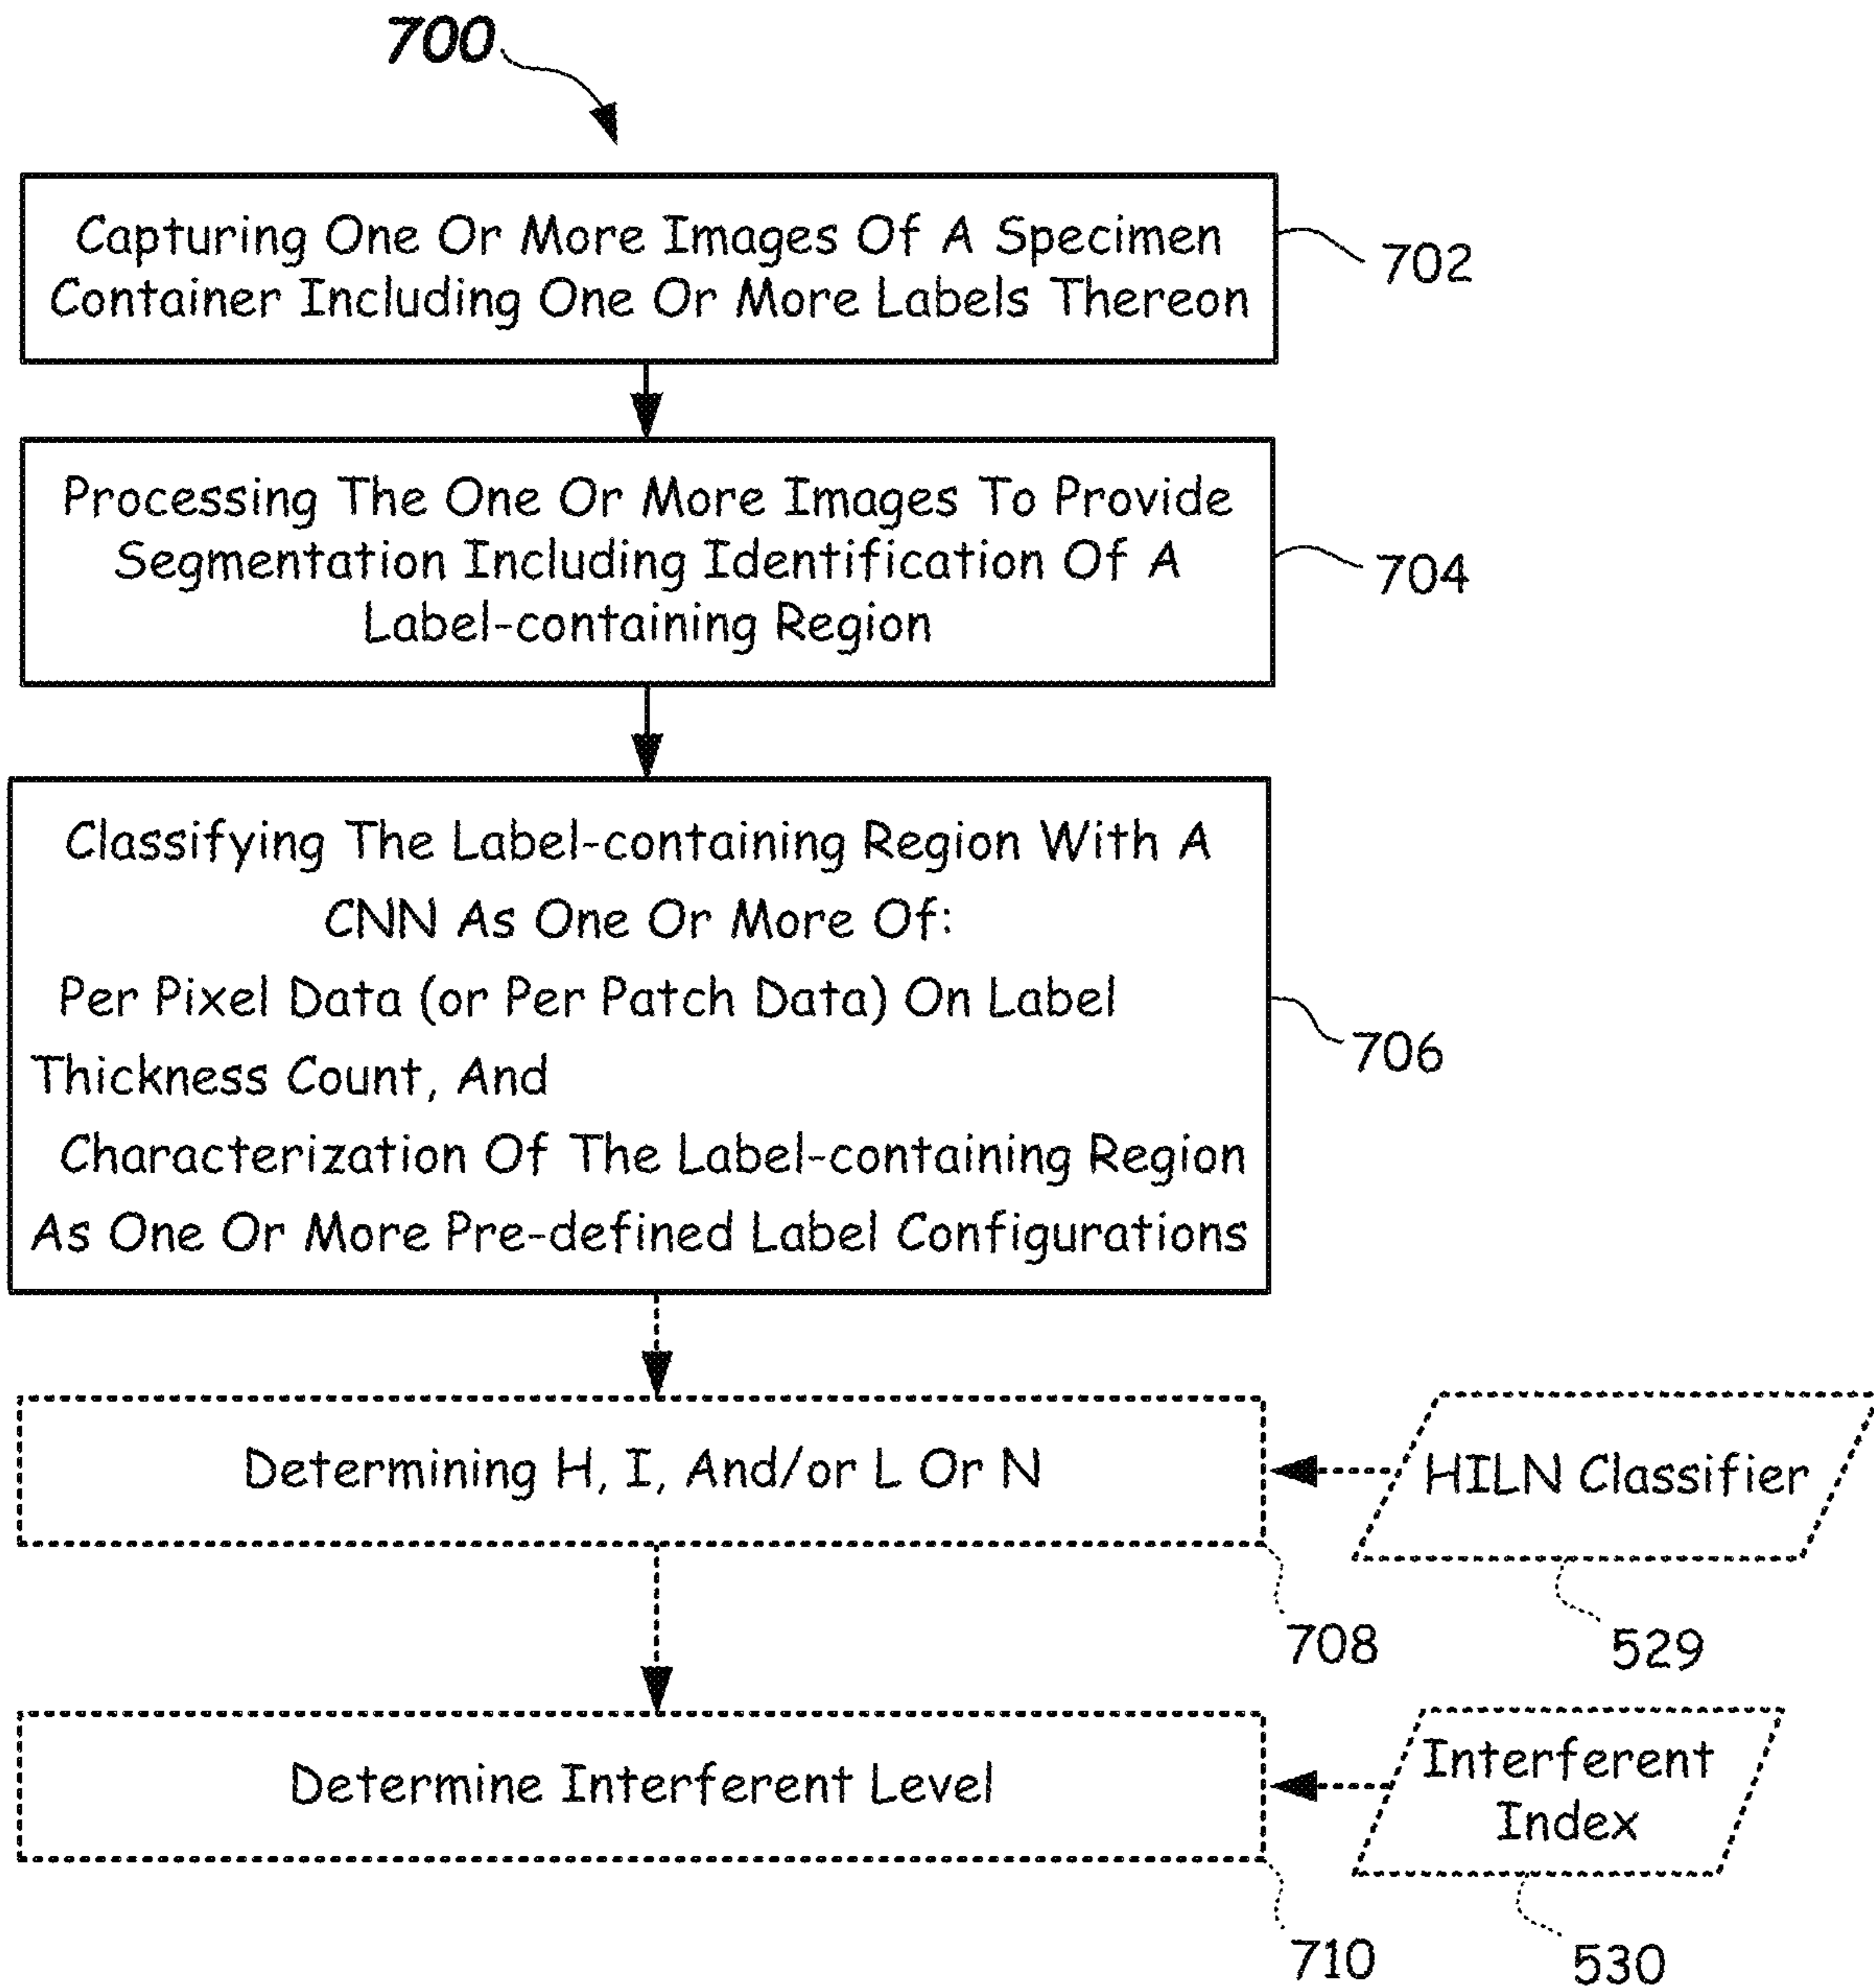 700
Capturing One Or More Images Of A Specimen
Container Including One Or More Labels Thereon
702
Processing The One Or More Images To Provide
Segmentation Including Identification Of A
Label-containing Region
704
Classifying The Label-containing Region With A
CNN As One Or More Of:
Per Pixel Data (or Per Patch Data) On Label
Thickness Count, And
Characterization Of The Label-containing Region
As One Or More Pre-defined Label Configurations
706
Determining H, I, And/or L Or N
HILN Classifier
708
529
Determine Interferent Level
Interferent
Index
710
530